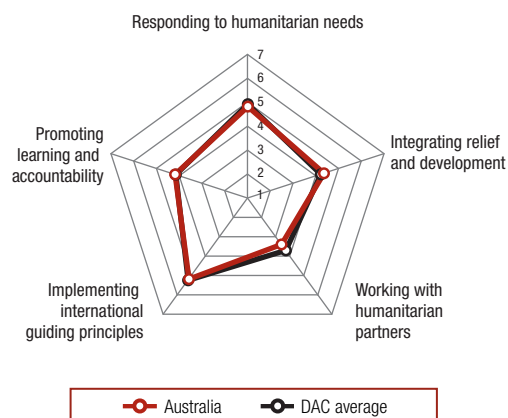 Responding to humanitarian needs
7
6
5
4
3
2
1
Promoting
learning and
accountability
Integrating relief
and development
Implementing
international
guiding principles
Working with
humanitarian
partners
Australia
DAC average